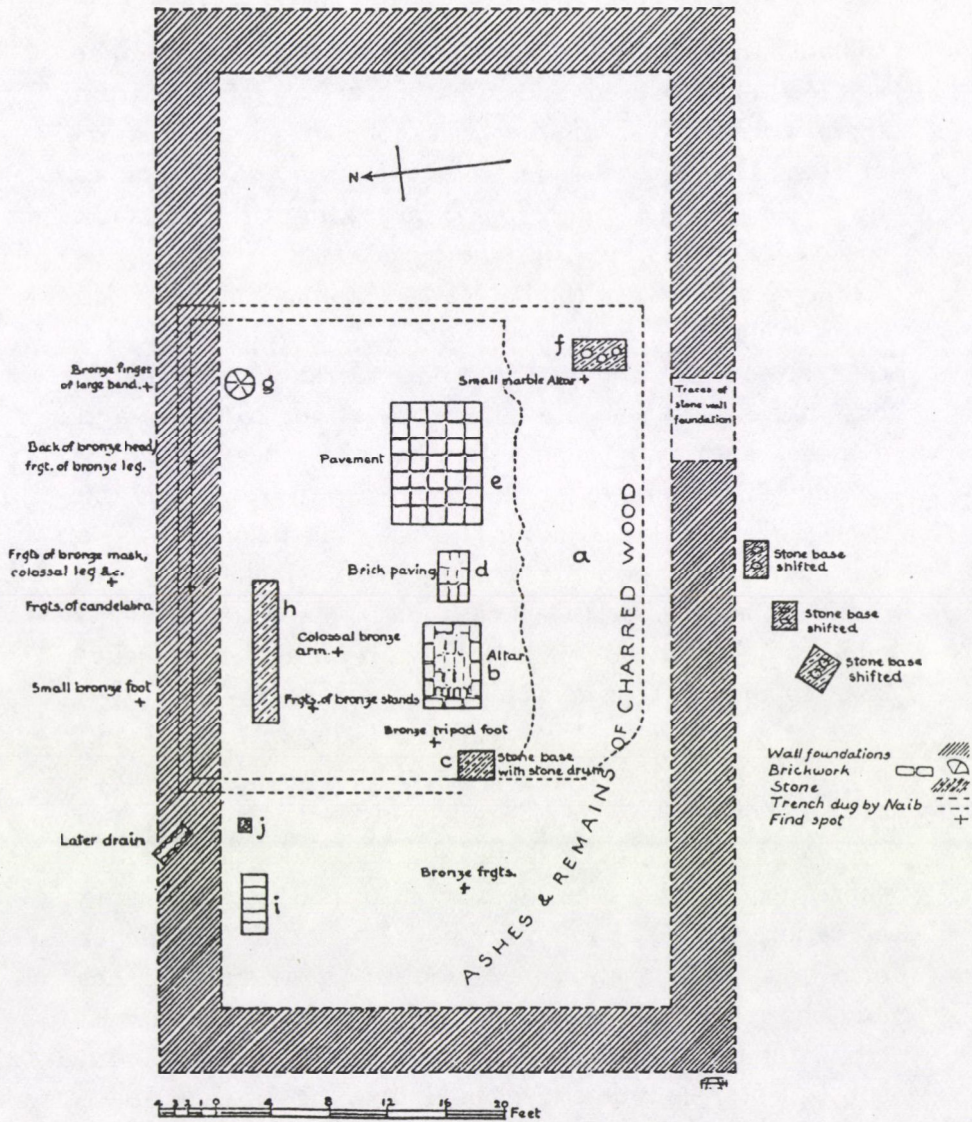 N
f
Small marble Altar
Bronze finger
of large hand.
g
Traces of
stone wall
foundation
Back of bronze head,
frgt. of bronze leg.
Pavement
e
ASHES & REMAINS OF CHARRED WOOD
a
Frgts of bronze mask,
colossal leg &c.
Brick paving
d
Stone base
shifted
Frgts. of candelabra
h
Stone base
shifted
Colossal bronze
arm.
Altar
b
Stone base
shifted
Small bronze foot
Frgts. of bronze stands
Bronze tripod foot
c
Stone base
with stone drum
Wall foundations
Brickwork
Stone
Trench dug by Naib
Find spot
j
Later drain
Bronze frgts.
i
4 3 2 1 0 4 8 12 16 20 Feet